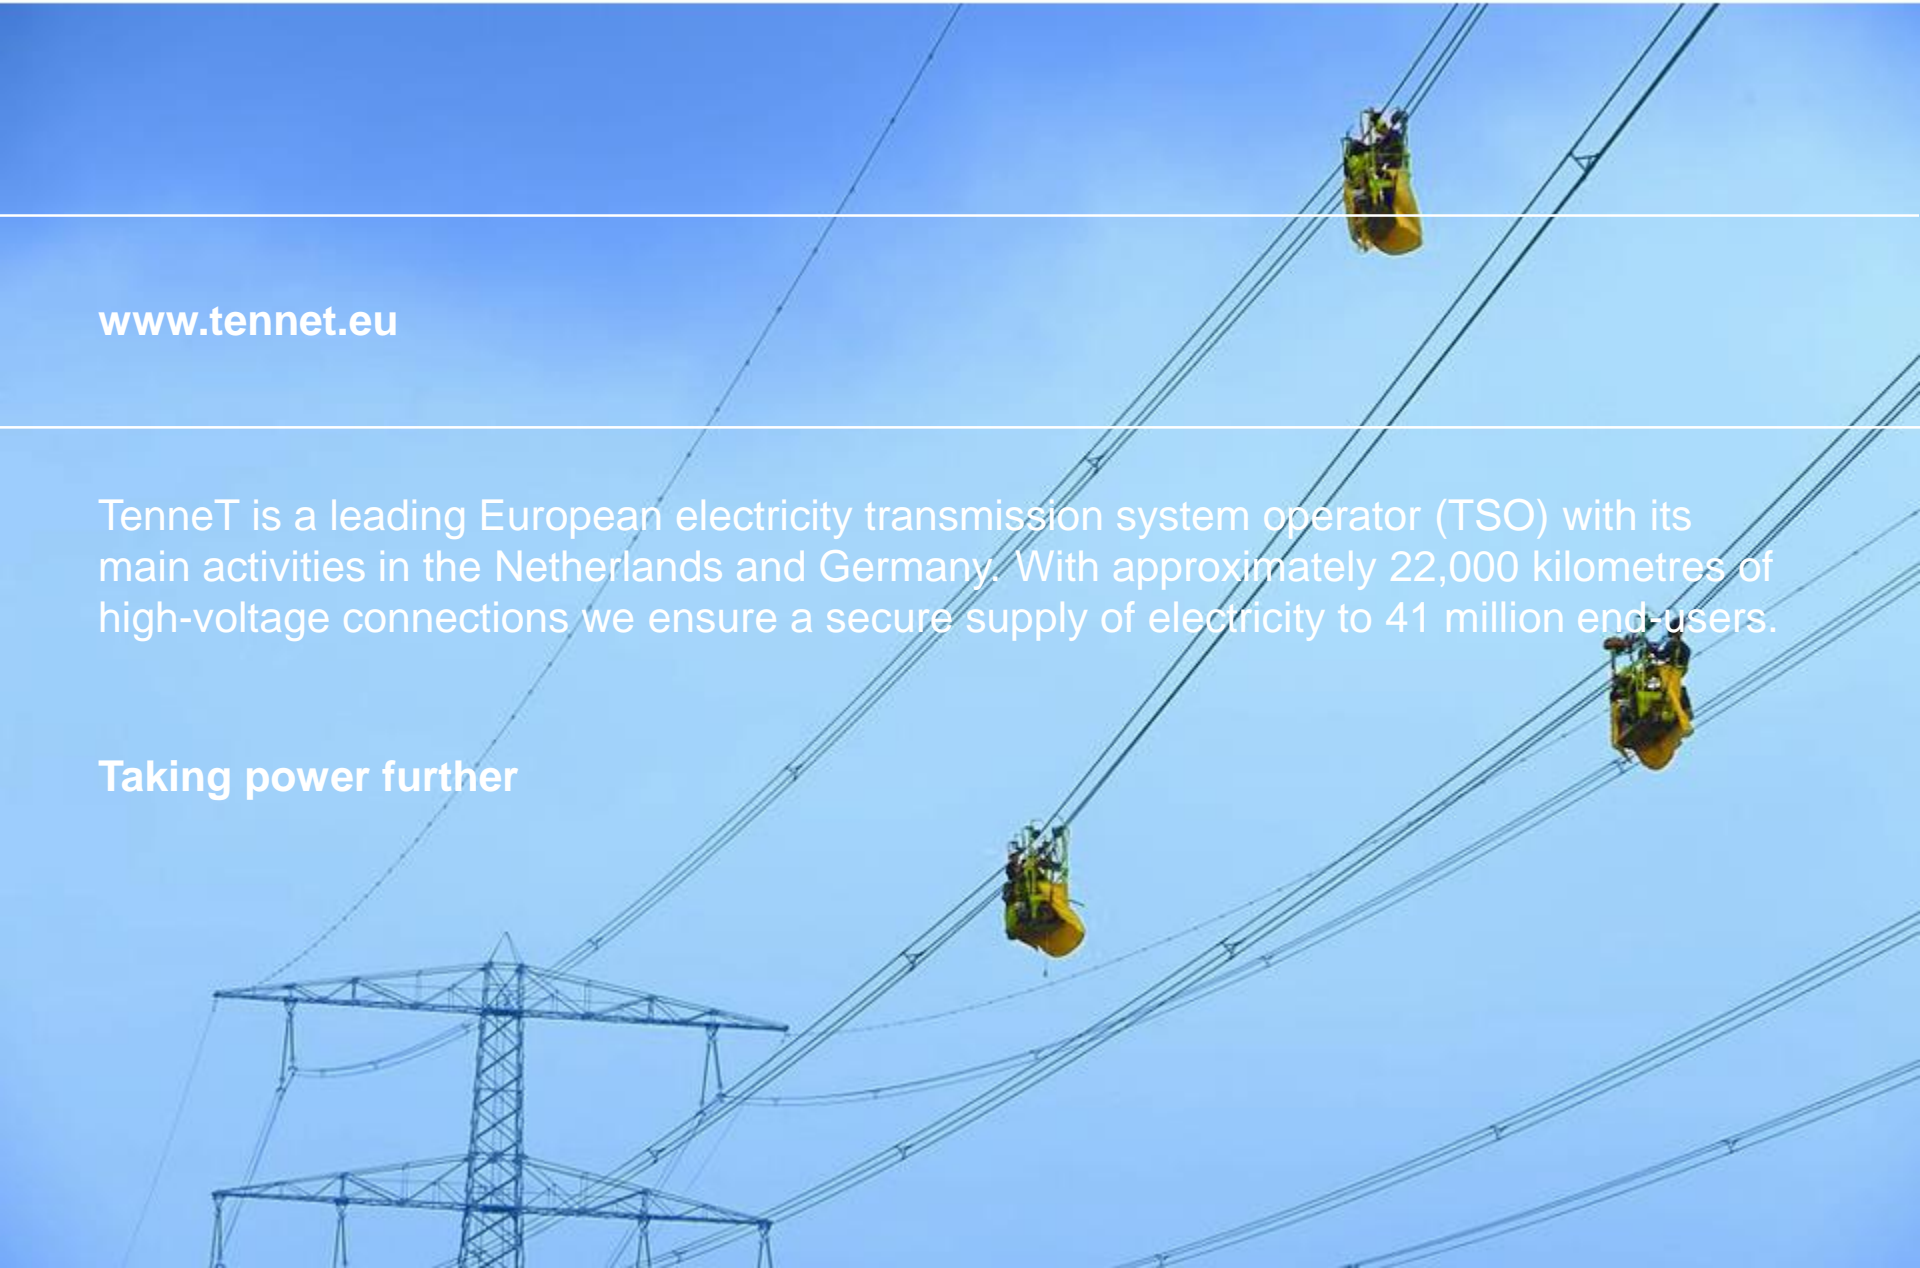 www.tennet.eu
TenneT is a leading European electricity transmission system operator (TSO) with its
main activities in the Netherlands and Germany. With approximately 22,000 kilometres of
high-voltage connections we ensure a secure supply of electricity to 41 million end-users.
Taking power further